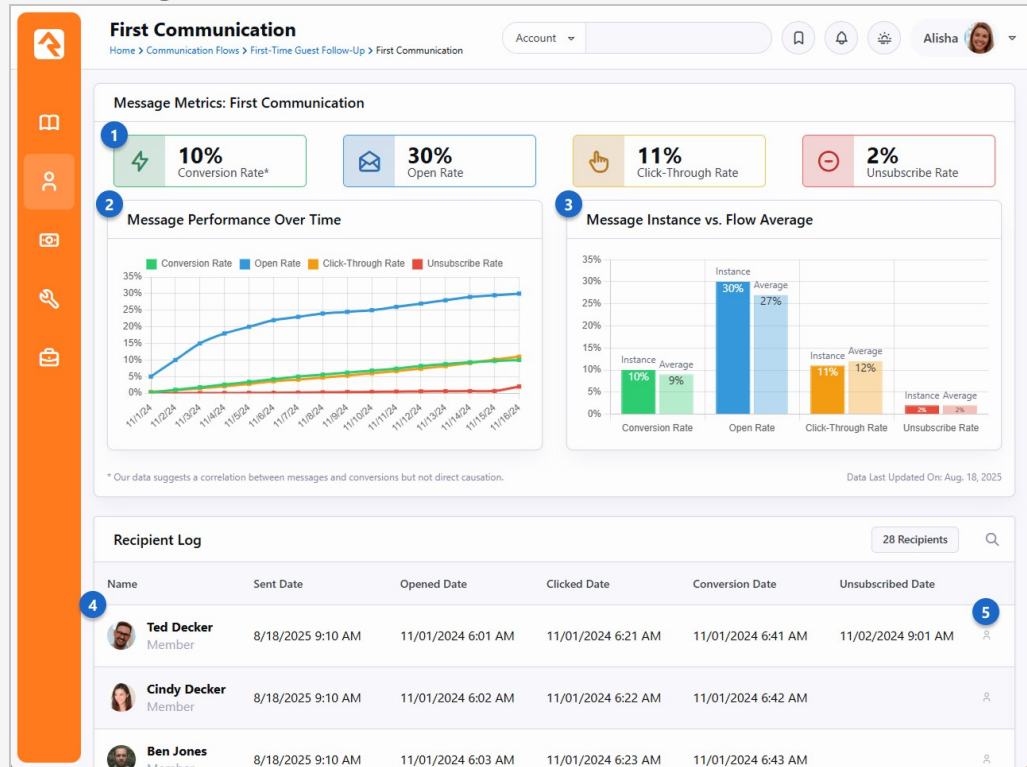 First Communication
Home > Communication Flows > First-Time Guest Follow-Up > First Communication
Account
Alisha
Message Metrics: First Communication
1
10%
Conversion Rate*
30%
Open Rate
11%
Click-Through Rate
2%
Unsubscribe Rate
2
Message Performance Over Time
Conversion Rate Open Rate Click-Through Rate Unsubscribe Rate
35%
30%
25%
20%
15%
10%
5%
0%
11/1/24 11/2/24 11/3/24 11/4/24 11/5/24 11/6/24 11/7/24 11/8/24 11/9/24 11/10/24 11/11/24 11/12/24 11/13/24 11/14/24 11/15/24 11/16/24
3
Message Instance vs. Flow Average
35%
30%
25%
20%
15%
10%
5%
0%
Instance Average
10% 9%
Instance Average
30% 27%
Instance Average
11% 12%
Instance Average
2% 2%
Conversion Rate Open Rate Click-Through Rate Unsubscribe Rate
* Our data suggests a correlation between messages and conversions but not direct causation.
Data Last Updated On: Aug. 18, 2025
Recipient Log
28 Recipients
Name Sent Date Opened Date Clicked Date Conversion Date Unsubscribed Date
4
5
Ted Decker
Member
8/18/2025 9:10 AM 11/01/2024 6:01 AM 11/01/2024 6:21 AM 11/01/2024 6:41 AM 11/02/2024 9:01 AM
Cindy Decker
Member
8/18/2025 9:10 AM 11/01/2024 6:02 AM 11/01/2024 6:22 AM 11/01/2024 6:42 AM
Ben Jones
Member
8/18/2025 9:10 AM 11/01/2024 6:03 AM 11/01/2024 6:23 AM 11/01/2024 6:43 AM